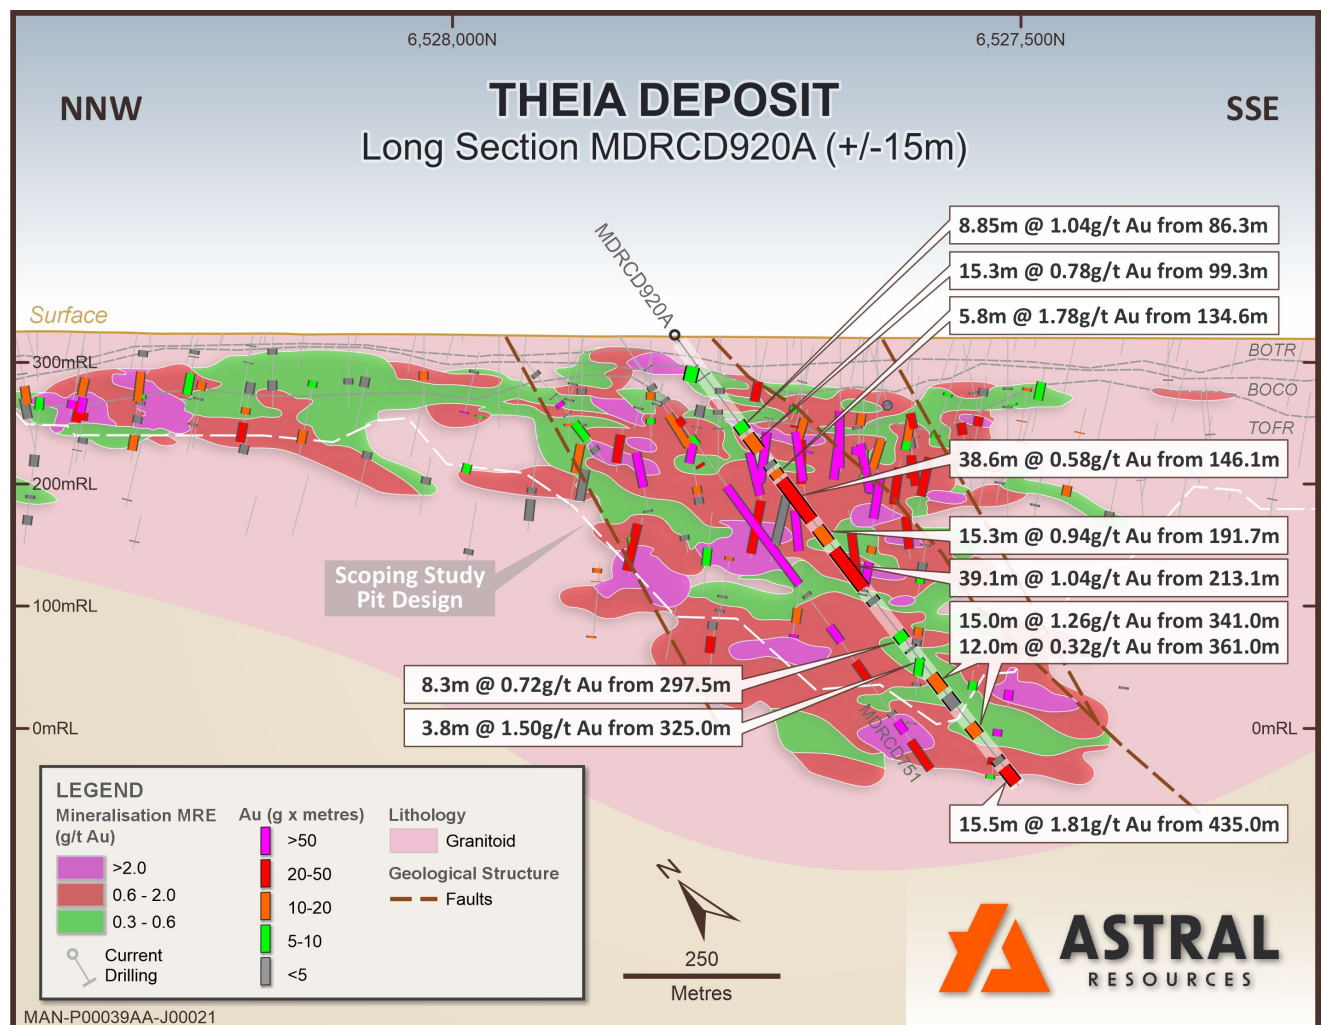 6,528,000N
6,527,500N
NNW
THEIA DEPOSIT
SSE
Long Section MDRCD920A (+/-15m)
8.85m @ 1.04g/t Au from 86.3m
MDRCD920A
15.3m @ 0.78g/t Au from 99.3m
Surface
5.8m @ 1.78g/t Au from 134.6m
BOTR
300mRL
BOCO
TOFR
38.6m @ 0.58g/t Au from 146.1m
200mRL
15.3m @ 0.94g/t Au from 191.7m
Scoping Study
Pit Design
39.1m @ 1.04g/t Au from 213.1m
100mRL
15.0m @ 1.26g/t Au from 341.0m
12.0m @ 0.32g/t Au from 361.0m
8.3m @ 0.72g/t Au from 297.5m
3.8m @ 1.50g/t Au from 325.0m
0mRL
0mRL
MDRCD751
15.5m @ 1.81g/t Au from 435.0m
LEGEND
Mineralisation MRE
(g/t Au)
>2.0
0.6 - 2.0
0.3 - 0.6
Current
Drilling
Au (g x metres)
>50
20-50
10-20
5-10
<5
Lithology
Granitoid
Geological Structure
Faults
N
250
Metres
ASTRAL
RESOURCES
MAN-P00039AA-J00021